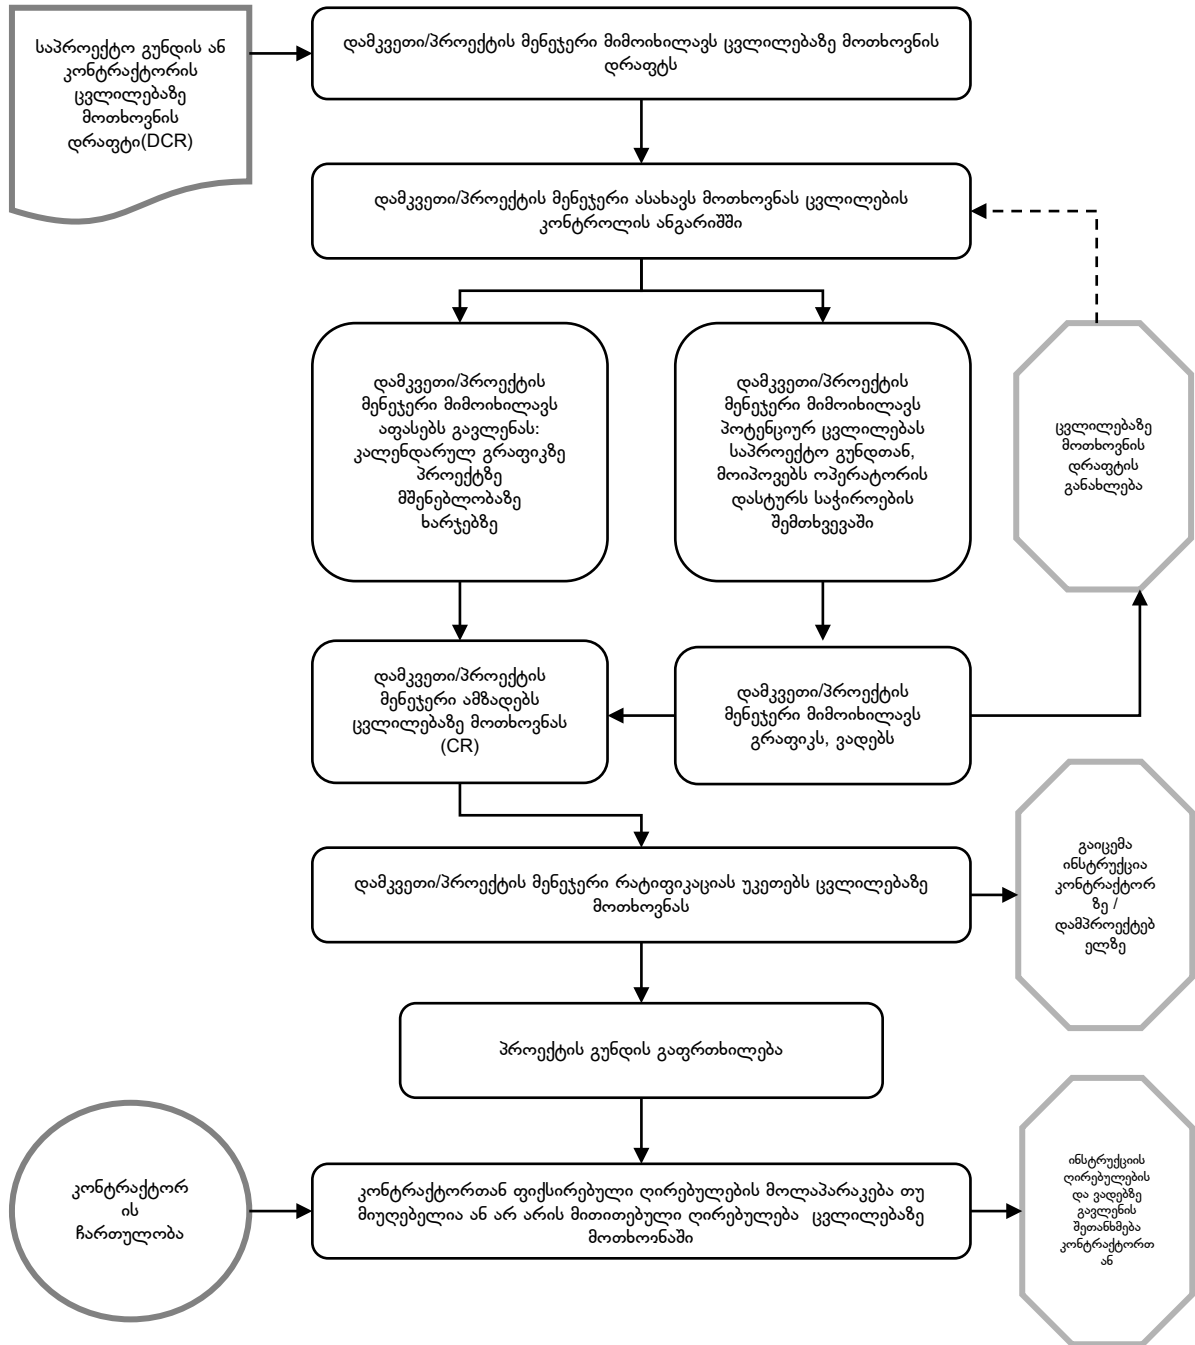 საპროექტო გუნდის ან
კონტრაქტორის
ცვლილებაზე
მოთხოვნის
დრაფტი(DCR)
დამკვეთი/პროექტის მენეჯერი მიმოიხილავს ცვლილებაზე მოთხოვნის
დრაფტს
დამკვეთი/პროექტის მენეჯერი ასახავს მოთხოვნას ცვლილების
კონტროლის ანგარიშში
დამკვეთი/პროექტის
მენეჯერი მიმოიხილავს
აფასებს გავლენას:
კალენდარულ გრაფიკზე
პროექტზე
მშენებლობაზე
ხარჯებზე
დამკვეთი/პროექტის
მენეჯერი მიმოიხილავს
პოტენციურ ცვლილებას
საპროექტო გუნდთან,
მოიპოვებს ოპერატორის
დასტურს საჭიროების
შემთხვევაში
ცვლილებაზე
მოთხოვნის
დრაფტის
განახლება
დამკვეთი/პროექტის
მენეჯერი ამზადებს
ცვლილებაზე მოთხოვნას
(CR)
დამკვეთი/პროექტის
მენეჯერი მიმოიხილავს
გრაფიკს, ვადებს
დამკვეთი/პროექტის მენეჯერი რატიფიკაციას უკეთებს ცვლილებაზე
მოთხოვნას
გაიცემა
ინსტრუქცია
კონტრაქტორ
ზე /
დამპროექტებ
ელზე
პროექტის გუნდის გაფრთხილება
კონტრაქტორ
ის
ჩართულობა
კონტრაქტორთან ფიქსირებული ღირებულების მოლაპარაკება თუ
მიუღებელია ან არ არის მითითებული ღირებულება ცვლილებაზე
მოთხოვნაში
ინსტრუქციის
ღირებულების
და ვადებზე
გავლენის
შეთანხმება
კონტრაქტორთ
ან